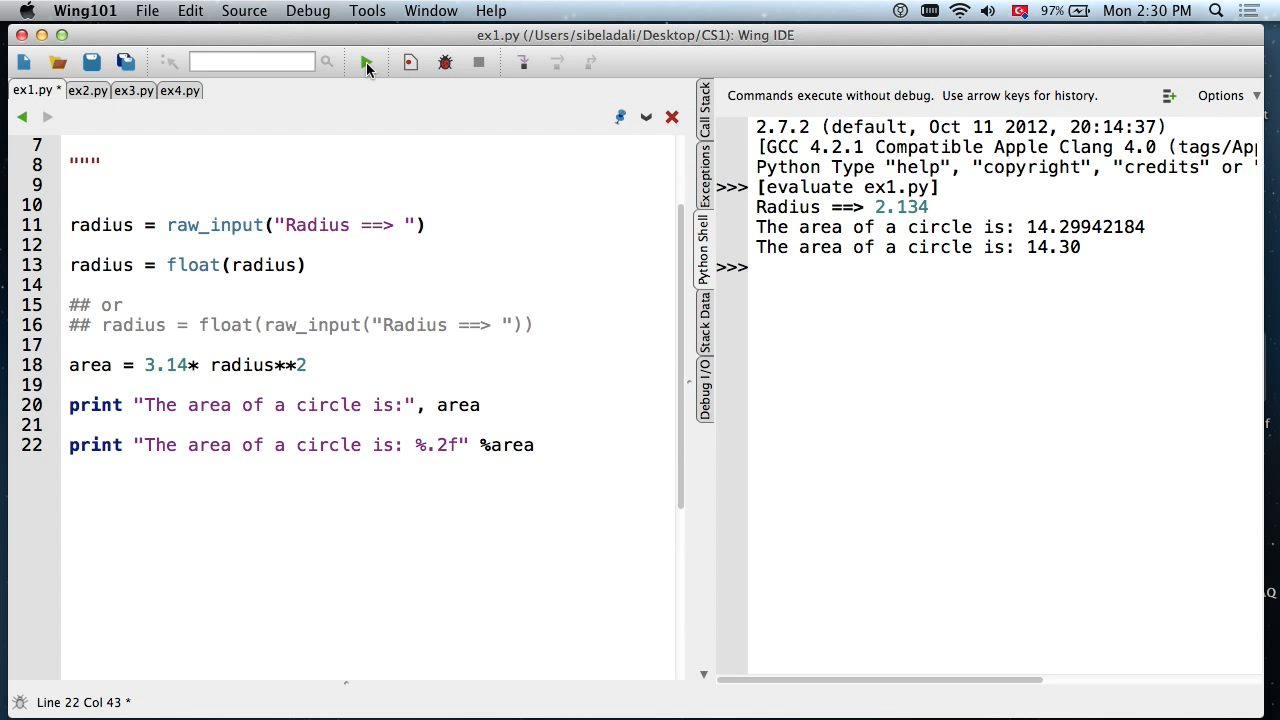 Wing101 File Edit Source Debug Tools Window Help 97% Mon 2:30 PM
ex1.py (/Users/sibeladali/Desktop/CS1): Wing IDE
ex1.py * ex2.py ex3.py ex4.py
7
8 """
9
10
11 radius = raw_input("Radius ==> ")
12
13 radius = float(radius)
14
15 ## or
16 ## radius = float(raw_input("Radius ==> "))
17
18 area = 3.14* radius**2
19
20 print "The area of a circle is:", area
21
22 print "The area of a circle is: %.2f" %area
Line 22 Col 43 *
Call Stack
Exceptions
Python Shell
Stack Data
Debug I/O
Commands execute without debug. Use arrow keys for history. Options
2.7.2 (default, Oct 11 2012, 20:14:37)
[GCC 4.2.1 Compatible Apple Clang 4.0 (tags/App
Python Type "help", "copyright", "credits" or "
>>> [evaluate ex1.py]
Radius ==> 2.134
The area of a circle is: 14.29942184
The area of a circle is: 14.30
>>>